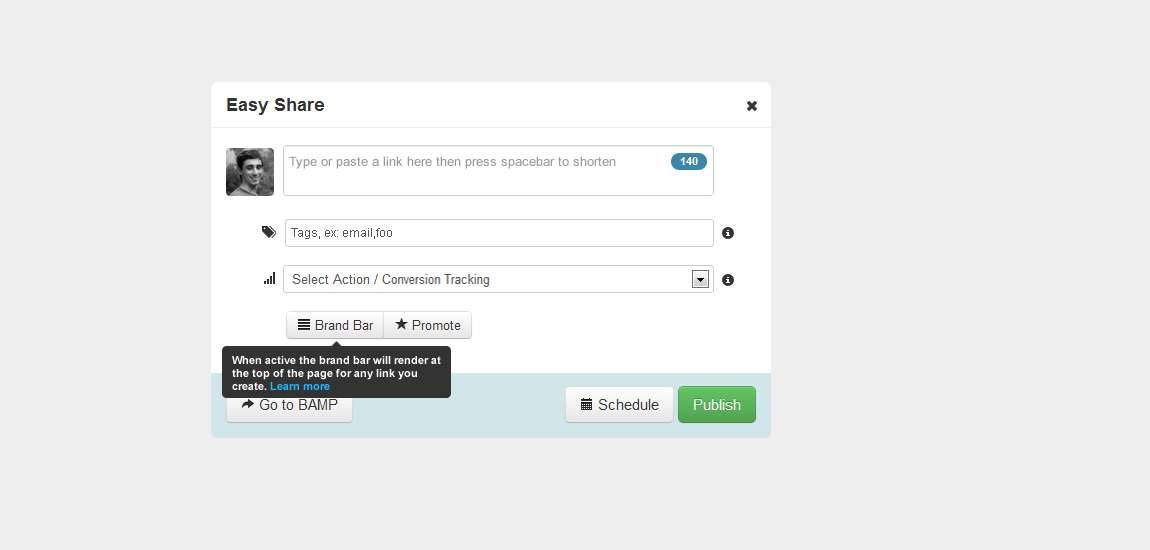 Easy Share
Type or paste a link here then press spacebar to shorten
140
Tags, ex: email,foo
Select Action / Conversion Tracking
Brand Bar
Promote
When active the brand bar will render at
the top of the page for any link you
create. Learn more
Go to BAMP
Schedule
Publish